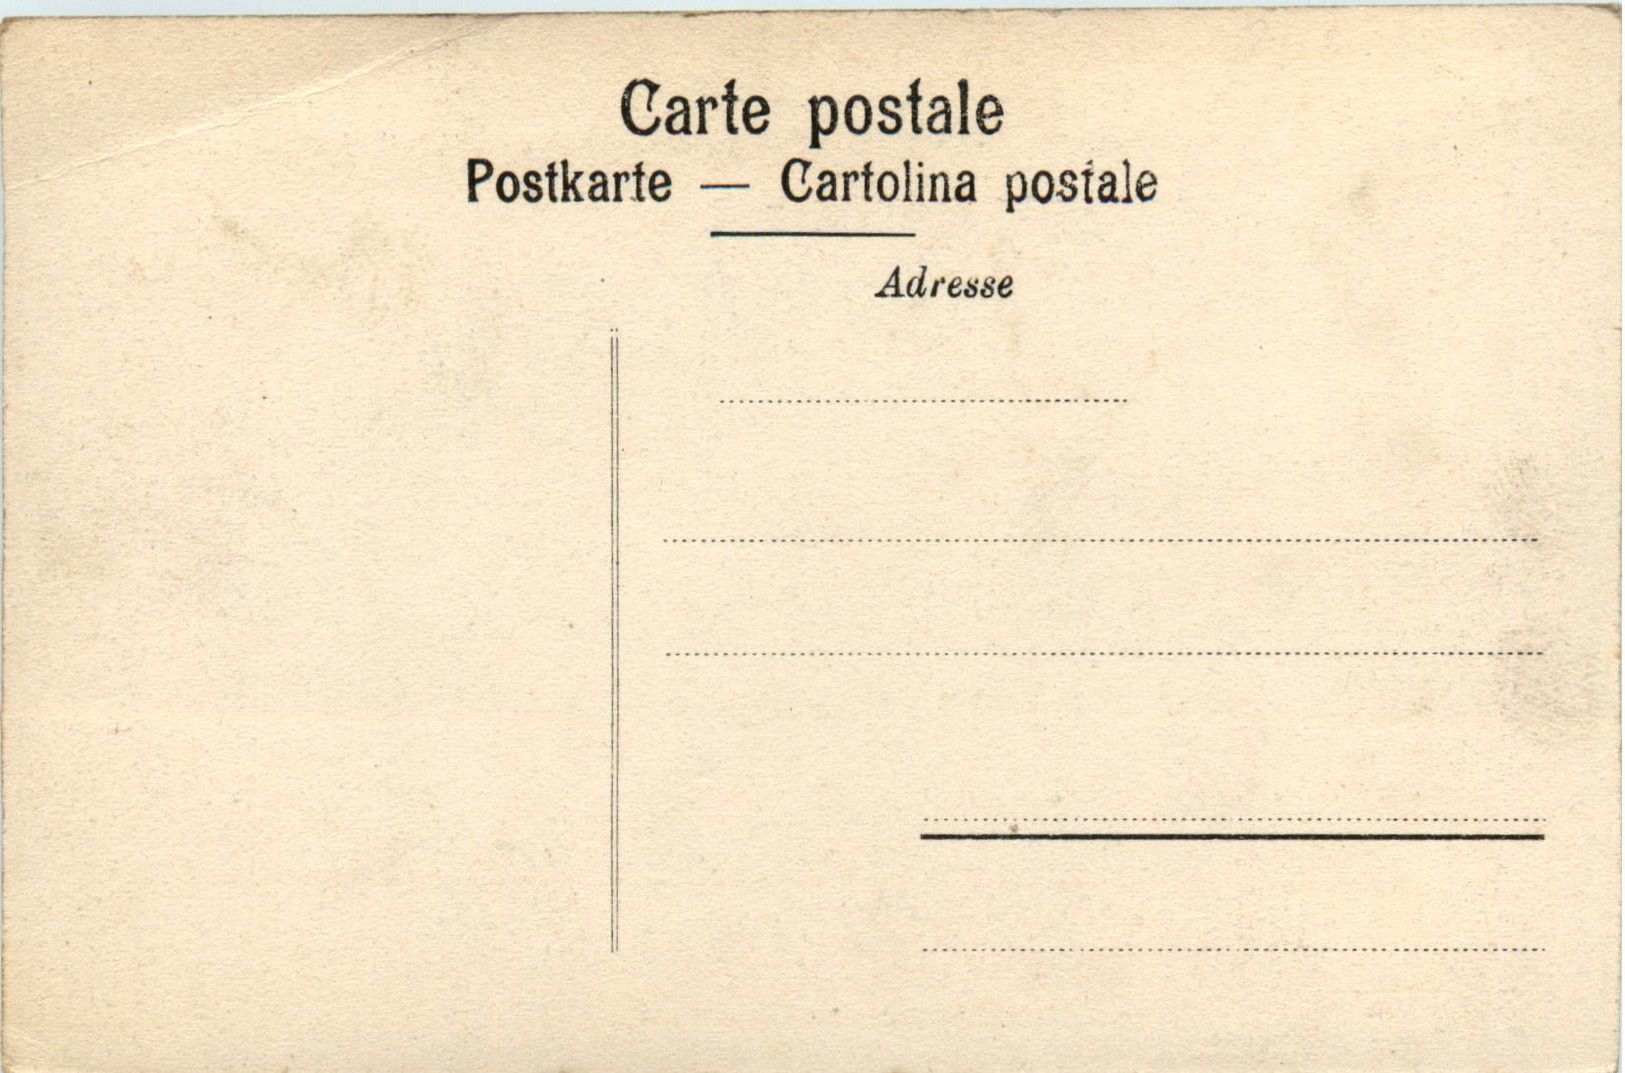 Carte postale
Postkarte — Cartolina postale
Adresse